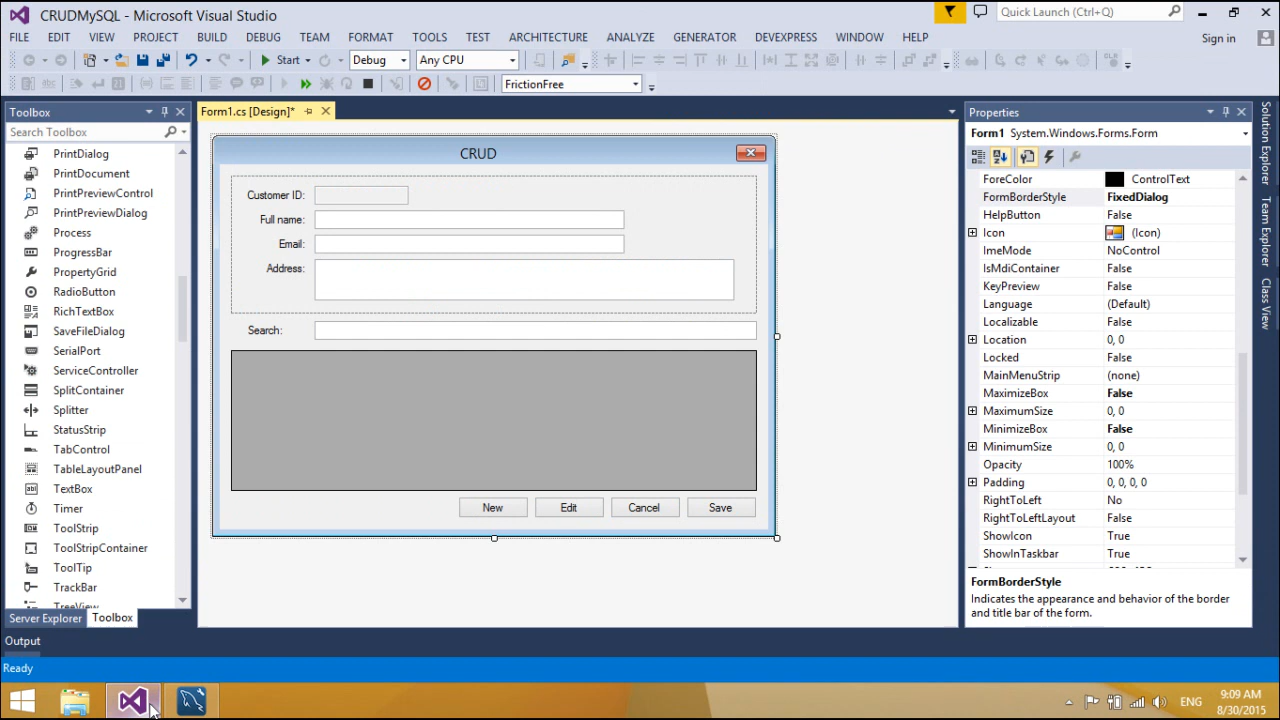 CRUDMySQL - Microsoft Visual Studio
Quick Launch (Ctrl+Q)
FILE EDIT VIEW PROJECT BUILD DEBUG TEAM FORMAT TOOLS TEST ARCHITECTURE ANALYZE GENERATOR DEVEXPRESS WINDOW HELP
Sign in
Start Debug Any CPU
FrictionFree
Toolbox
Search Toolbox
PrintDialog
PrintDocument
PrintPreviewControl
PrintPreviewDialog
Process
ProgressBar
PropertyGrid
RadioButton
RichTextBox
SaveFileDialog
SerialPort
ServiceController
SplitContainer
Splitter
StatusStrip
TabControl
TableLayoutPanel
TextBox
Timer
ToolStrip
ToolStripContainer
ToolTip
TrackBar
TreeView
Server Explorer Toolbox
Form1.cs [Design]*
CRUD
Customer ID:
Full name:
Email:
Address:
Search:
New Edit Cancel Save
Properties
Form1 System.Windows.Forms.Form
ForeColor ControlText
FormBorderStyle FixedDialog
HelpButton False
Icon (Icon)
ImeMode NoControl
IsMdiContainer False
KeyPreview False
Language (Default)
Localizable False
Location 0, 0
Locked False
MainMenuStrip (none)
MaximizeBox False
MaximumSize 0, 0
MinimizeBox False
MinimumSize 0, 0
Opacity 100%
Padding 0, 0, 0, 0
RightToLeft No
RightToLeftLayout False
ShowIcon True
ShowInTaskbar True
FormBorderStyle
Indicates the appearance and behavior of the border
and title bar of the form.
Solution Explorer
Team Explorer
Class View
Output
Ready
ENG
9:09 AM
8/30/2015